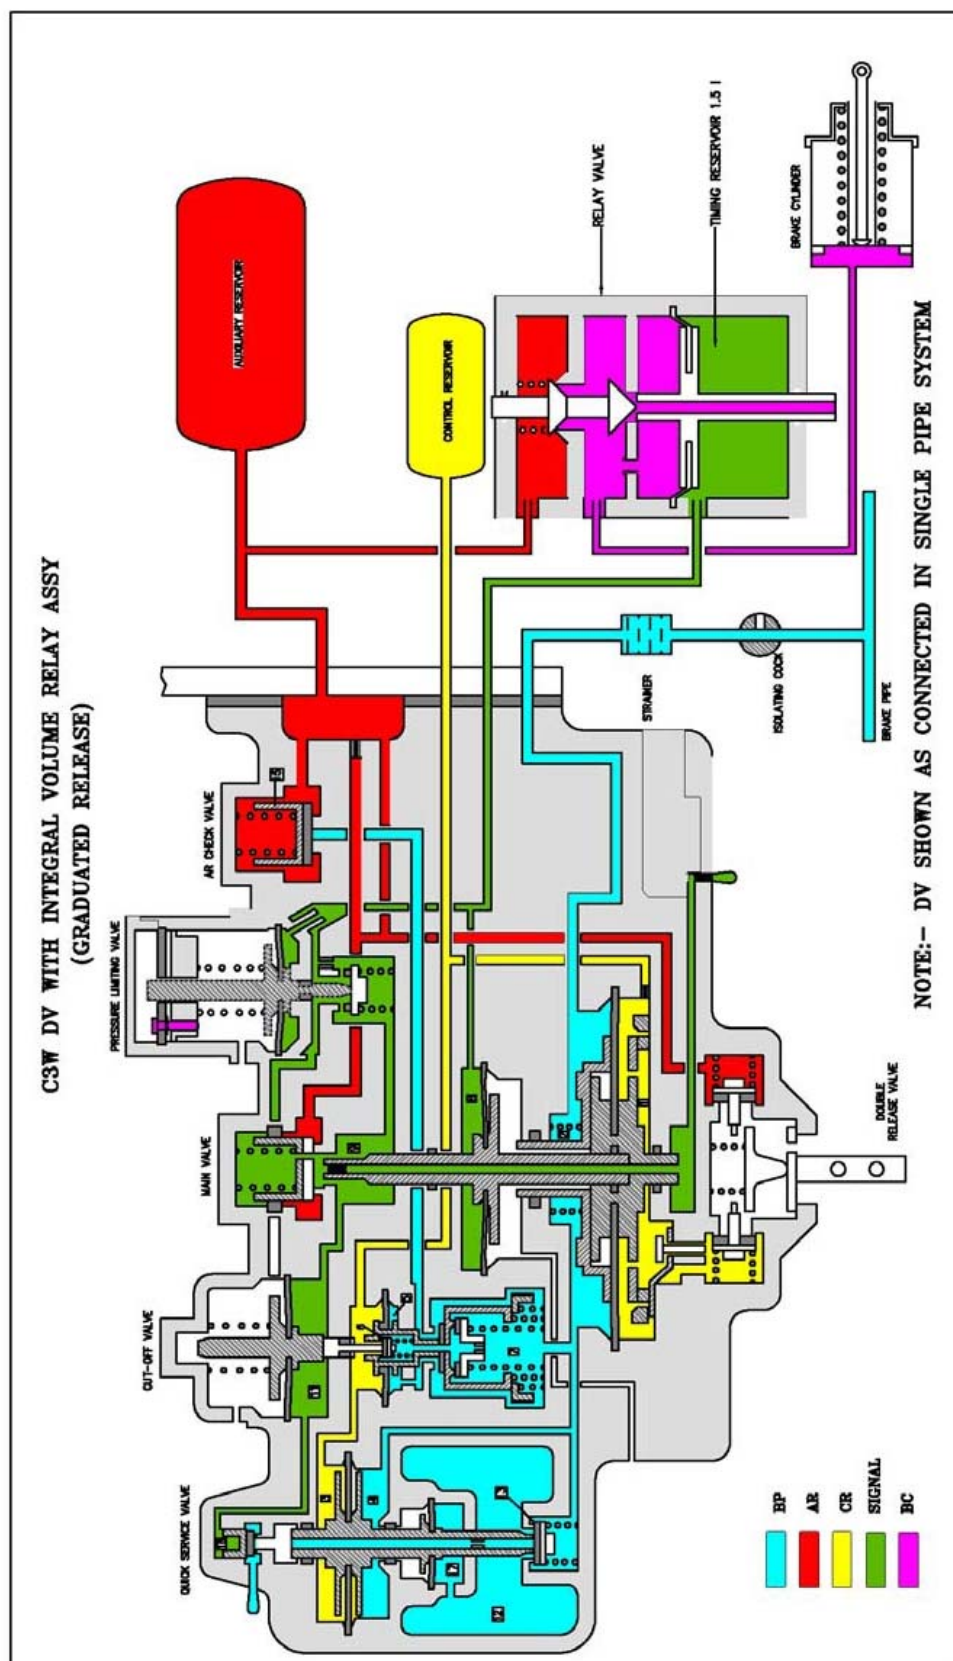 C3W DV WITH INTEGRAL VOLUME RELAY ASSY
(GRADUATED RELEASE)
AUXILIARY RESERVOIR
CONTROL RESERVOIR
RELAY VALVE
TIMING RESERVOIR 1.5 l
BRAKE CYLINDER
QUICK SERVICE VALVE
CUT-OFF VALVE
MAIN VALVE
PRESSURE LIMITING VALVE
AR CHECK VALVE
STRAINER
ISOLATING COCK
BRAKE PIPE
DOUBLE
RELEASE VALVE
BP
AR
CR
SIGNAL
BC
NOTE:- DV SHOWN AS CONNECTED IN SINGLE PIPE SYSTEM